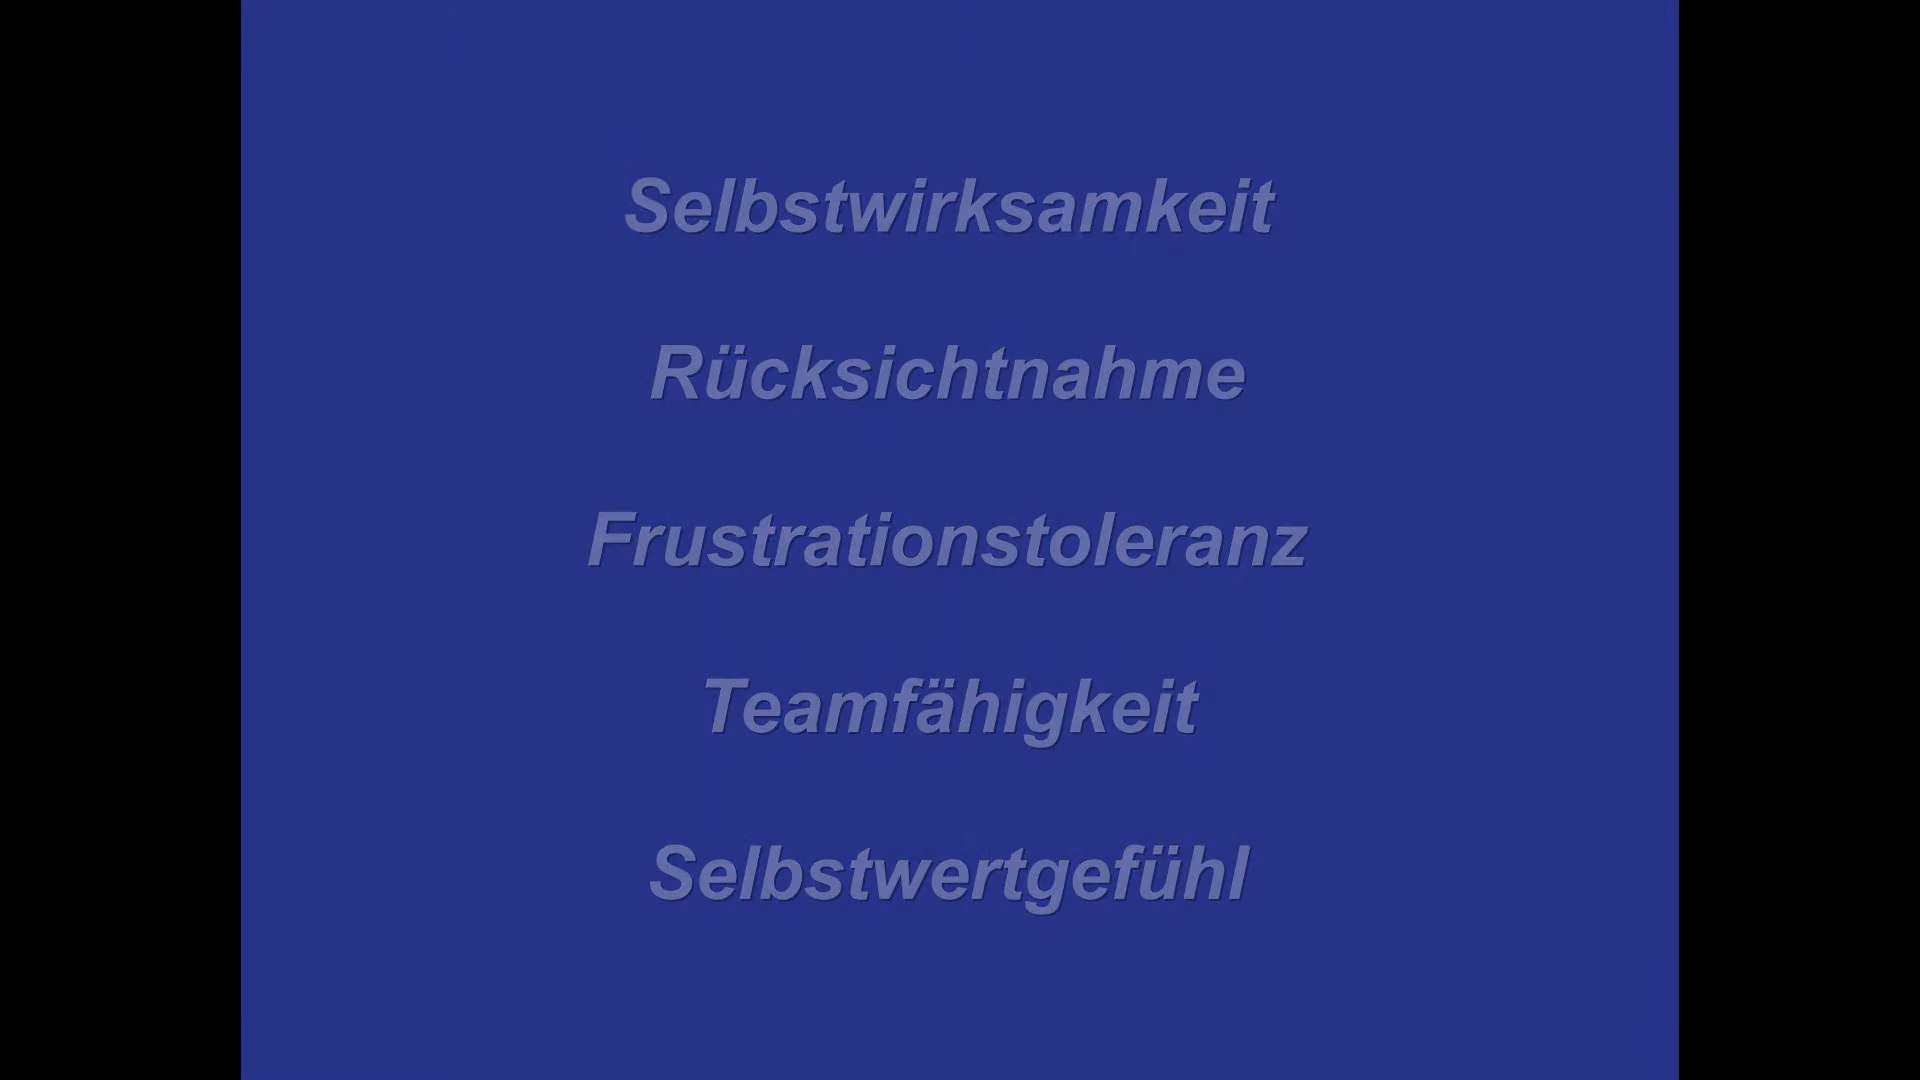 Selbstwirksamkeit
Rücksichtnahme
Frustrationstoleranz
Teamfähigkeit
Selbstwertgefühl